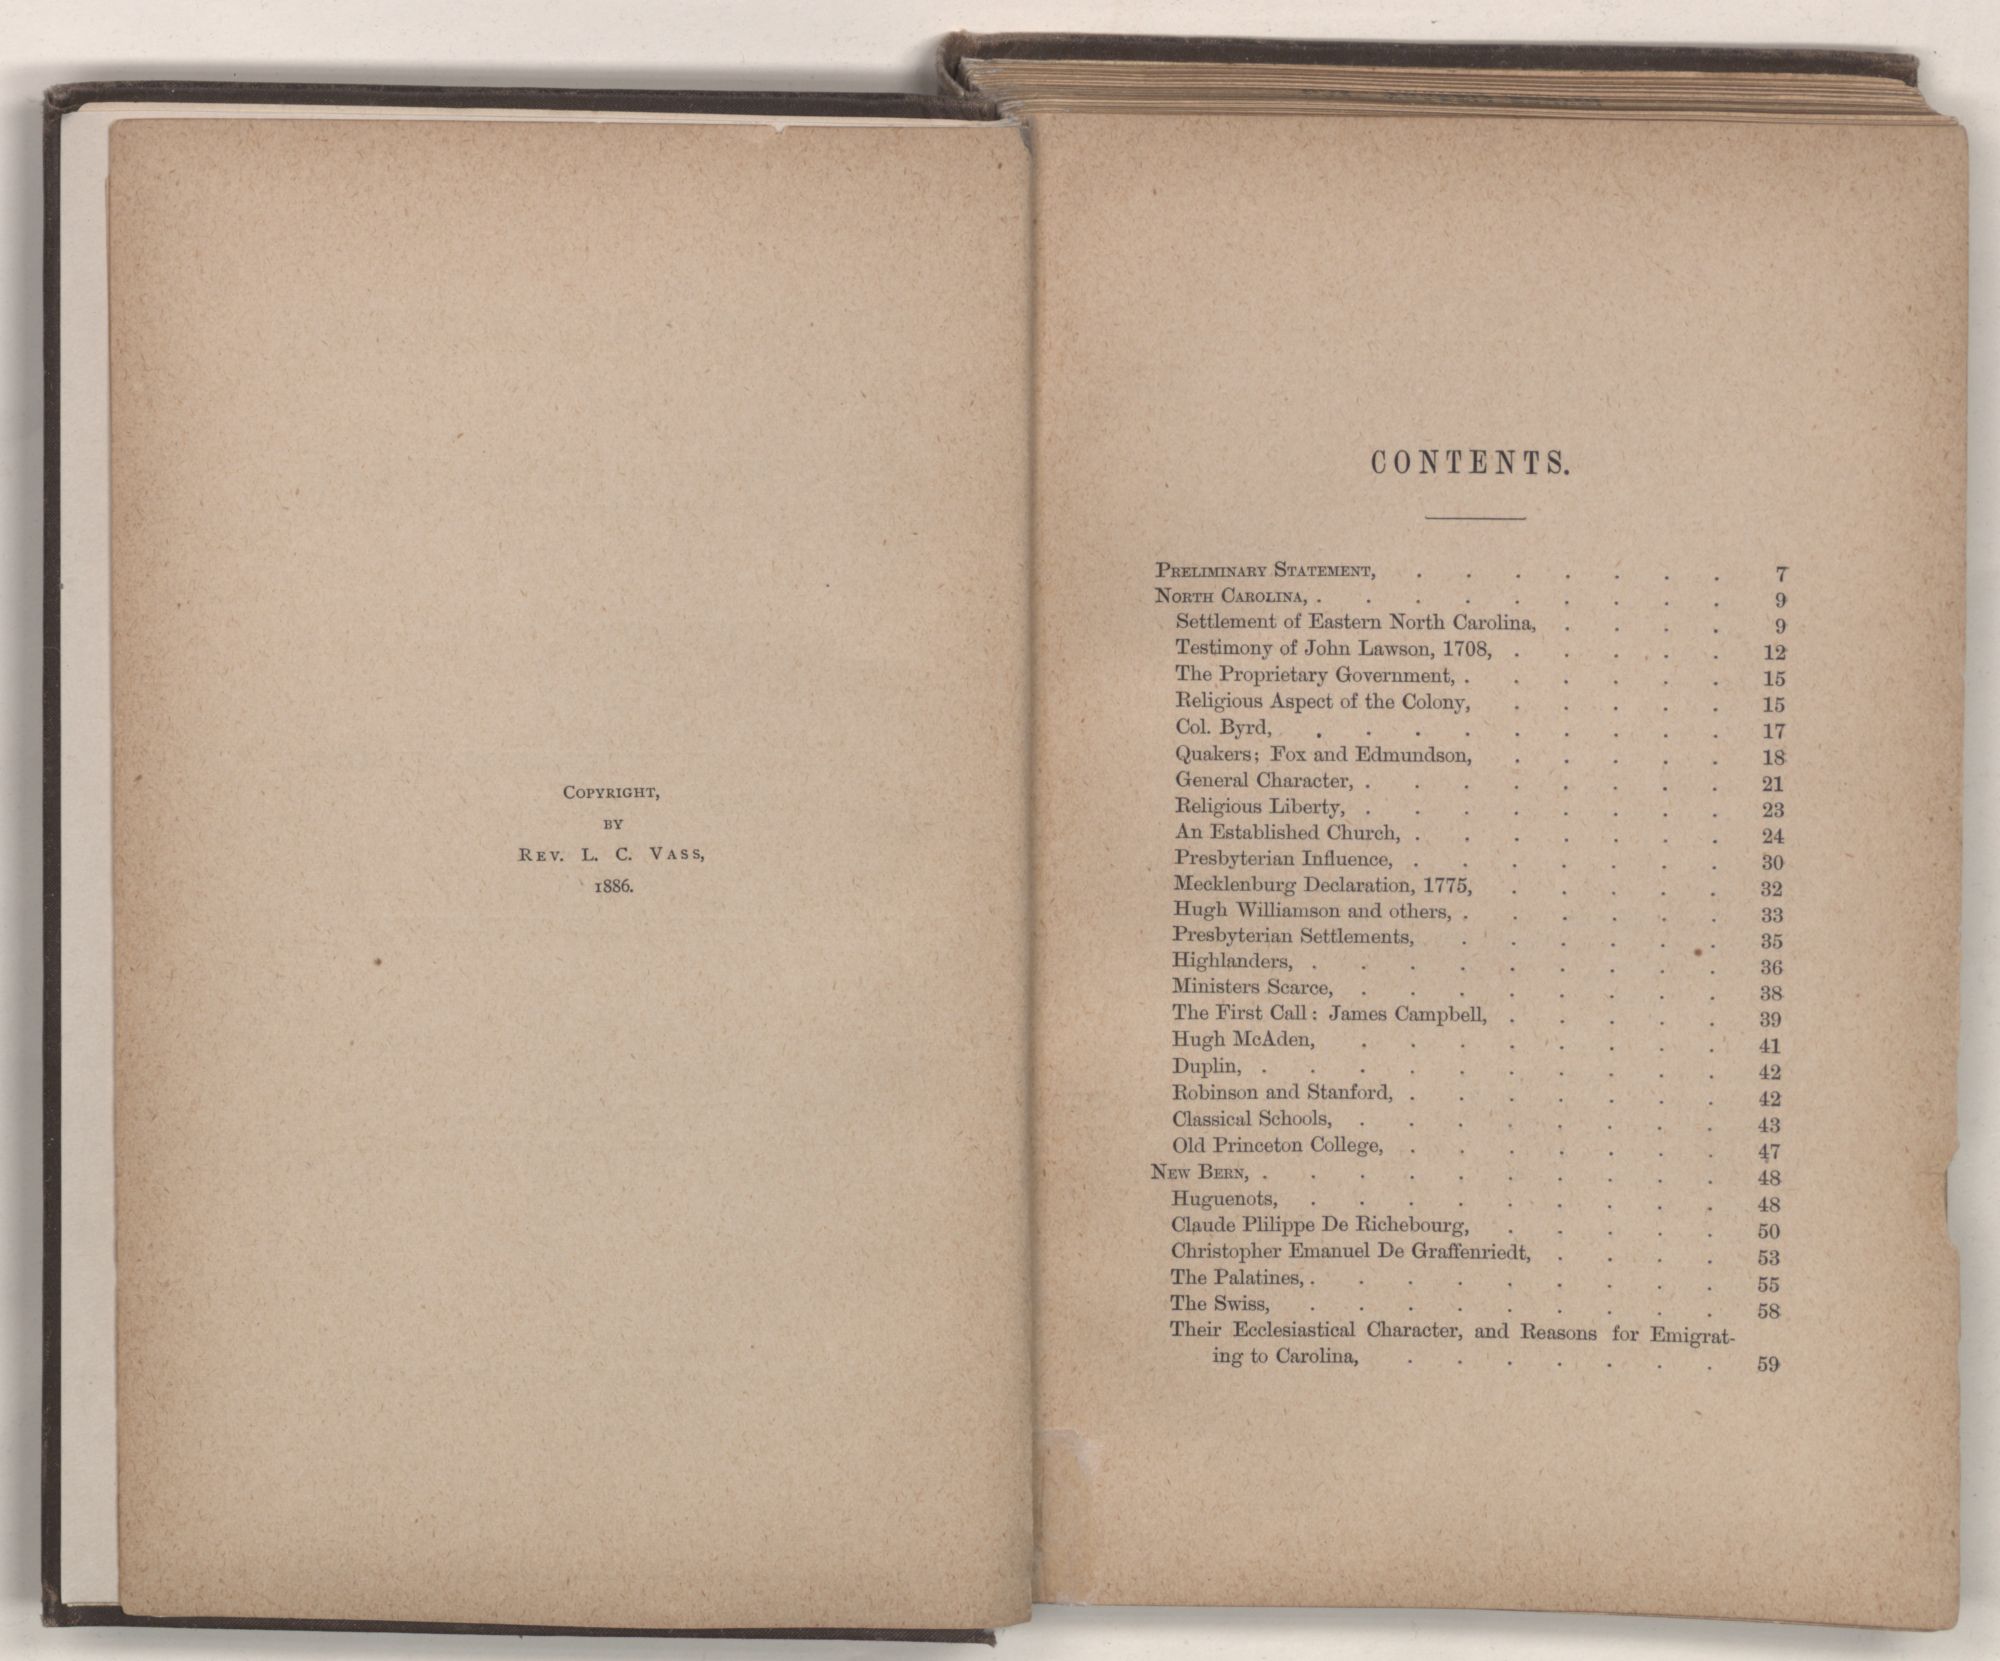 COPYRIGHT,
BY
REV. L. C. VASS,
1886.
CONTENTS.
PRELIMINARY STATEMENT, . . . . . . . 7
NORTH CAROLINA, . . . . . . . . . 9
Settlement of Eastern North Carolina, . . . . 9
Testimony of John Lawson, 1708, . . . . . 12
The Proprietary Government, . . . . . . 15
Religious Aspect of the Colony, . . . . . 15
Col. Byrd, . . . . . . . . . 17
Quakers; Fox and Edmundson, . . . . . 18
General Character, . . . . . . . . 21
Religious Liberty, . . . . . . . . 23
An Established Church, . . . . . . . 24
Presbyterian Influence, . . . . . . . 30
Mecklenburg Declaration, 1775, . . . . . 32
Hugh Williamson and others, . . . . . . 33
Presbyterian Settlements, . . . . . . 35
Highlanders, . . . . . . . . . 36
Ministers Scarce, . . . . . . . . 38
The First Call: James Campbell, . . . . . 39
Hugh McAden, . . . . . . . . 41
Duplin, . . . . . . . . . . 42
Robinson and Stanford, . . . . . . . 42
Classical Schools, . . . . . . . . 43
Old Princeton College, . . . . . . . 47
NEW BERN, . . . . . . . . . . 48
Huguenots, . . . . . . . . . 48
Claude Plilippe De Richebourg, . . . . . 50
Christopher Emanuel De Graffenriedt, . . . . 53
The Palatines, . . . . . . . . . 55
The Swiss, . . . . . . . . . 58
Their Ecclesiastical Character, and Reasons for Emigrat-
ing to Carolina, . . . . . . . 59